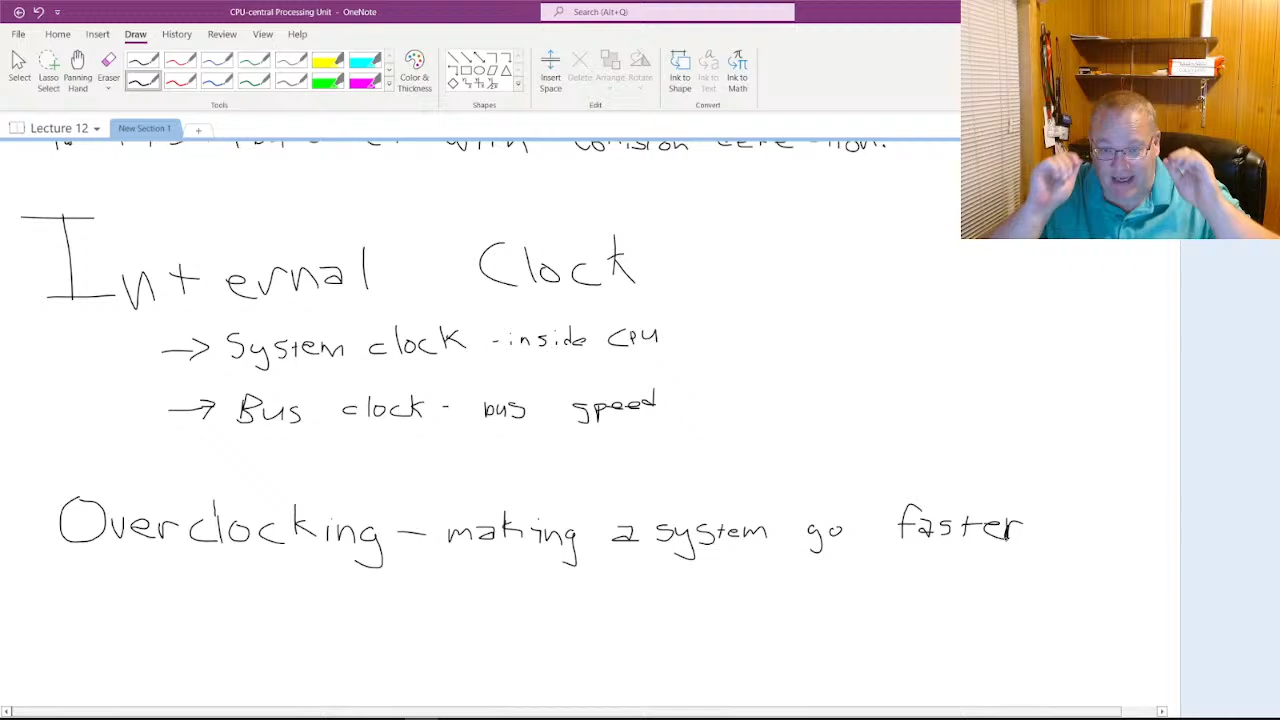 CPU-central Processing Unit - OneNote
Search (Alt+Q)
File Home Insert Draw History Review View Help
Select
Lasso Select
Panning Hand
Eraser
Thickness
Insert Space
Delete
Arrange
Rotate
Ink to Shape
Ink to Text
Ink to Math
Tools
Shapes
Edit
Convert
Lecture 12
New Section 1
with collision detection.
Internal Clock
→ System clock - inside CPU
→ Bus clock - bus speed
Overclocking - making a system go faster